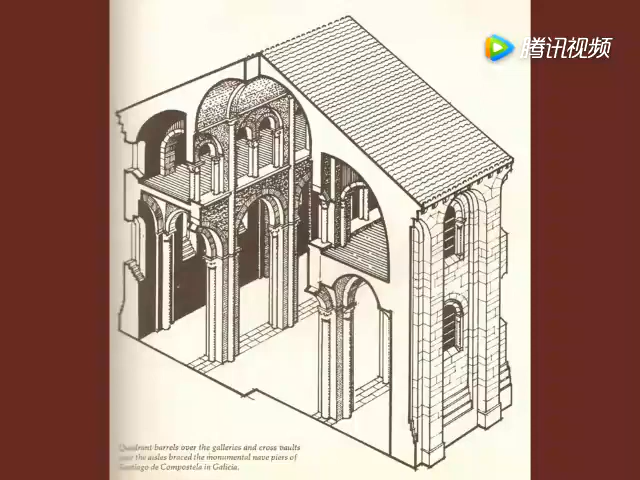 腾讯视频
Quadrant barrels over the galleries and cross vaults
over the aisles braced the monumental nave piers of
Santiago de Compostela in Galicia.